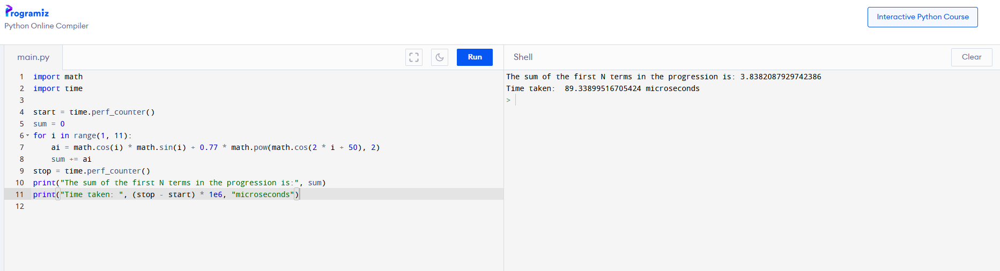 Programiz
Python Online Compiler
Interactive Python Course
main.py
Run
Shell
Clear
1 import math
2 import time
3
4 start = time.perf_counter()
5 sum = 0
6 for i in range(1, 11):
7     ai = math.cos(i) * math.sin(i) + 0.77 * math.pow(math.cos(2 * i + 50), 2)
8     sum += ai
9 stop = time.perf_counter()
10 print("The sum of the first N terms in the progression is:", sum)
11 print("Time taken: ", (stop - start) * 1e6, "microseconds")
12
The sum of the first N terms in the progression is: 3.8382087929742386
Time taken:  89.33899516705424 microseconds
>